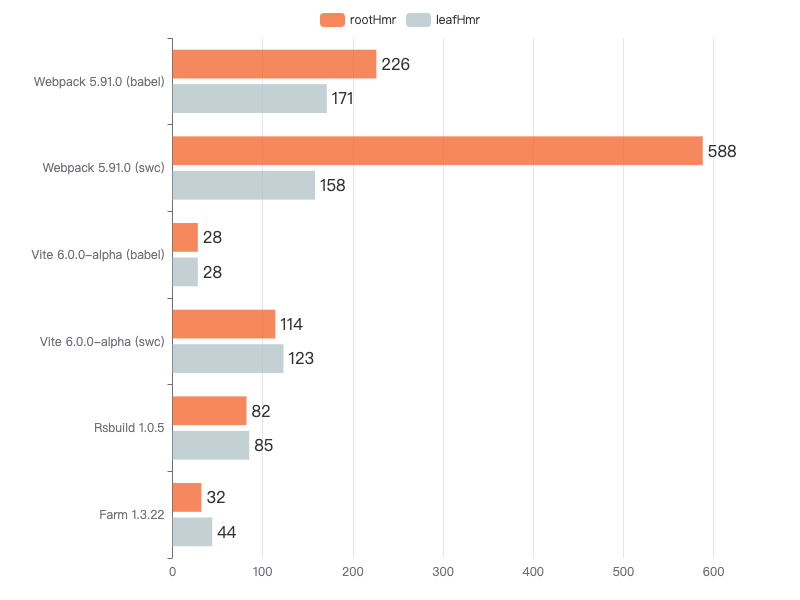 rootHmr leafHmr
Webpack 5.91.0 (babel) 226
171
Webpack 5.91.0 (swc) 588
158
Vite 6.0.0-alpha (babel) 28
28
Vite 6.0.0-alpha (swc) 114
123
Rsbuild 1.0.5 82
85
Farm 1.3.22 32
44
0 100 200 300 400 500 600